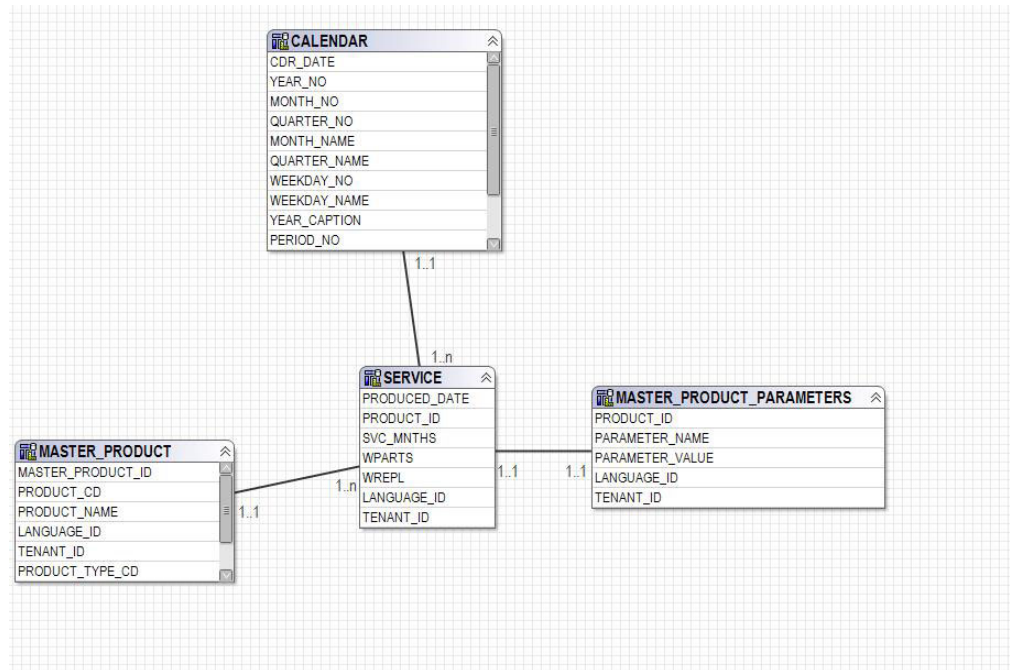 CALENDAR
CDR_DATE
YEAR_NO
MONTH_NO
QUARTER_NO
MONTH_NAME
QUARTER_NAME
WEEKDAY_NO
WEEKDAY_NAME
YEAR_CAPTION
PERIOD_NO
1..1
1..n
SERVICE
PRODUCED_DATE
PRODUCT_ID
SVC_MNTHS
WPARTS
WREPL
LANGUAGE_ID
TENANT_ID
MASTER_PRODUCT_PARAMETERS
PRODUCT_ID
PARAMETER_NAME
PARAMETER_VALUE
LANGUAGE_ID
TENANT_ID
1..1
1..1
MASTER_PRODUCT
MASTER_PRODUCT_ID
PRODUCT_CD
PRODUCT_NAME
LANGUAGE_ID
TENANT_ID
PRODUCT_TYPE_CD
1..1
1..n